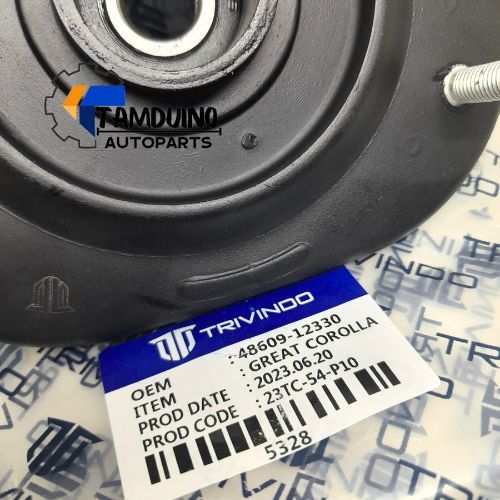 TAMDUINO
AUTOPARTS
TRIVINDO
OEM : 48609-12330
ITEM : GREAT COROLLA
PROD DATE : 2023.06.20
PROD CODE : 23TC-54-P10
5328
TRIVINDO